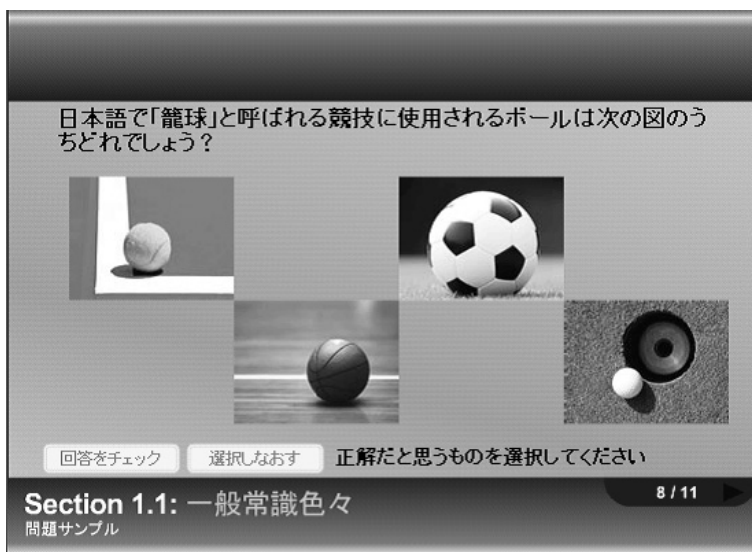 日本語で「籠球」と呼ばれる競技に使用されるボールは次の図のう
ちどれでしょう？
回答をチェック
選択しなおす
正解だと思うものを選択してください
8 / 11
Section 1.1: 一般常識色々
問題サンプル